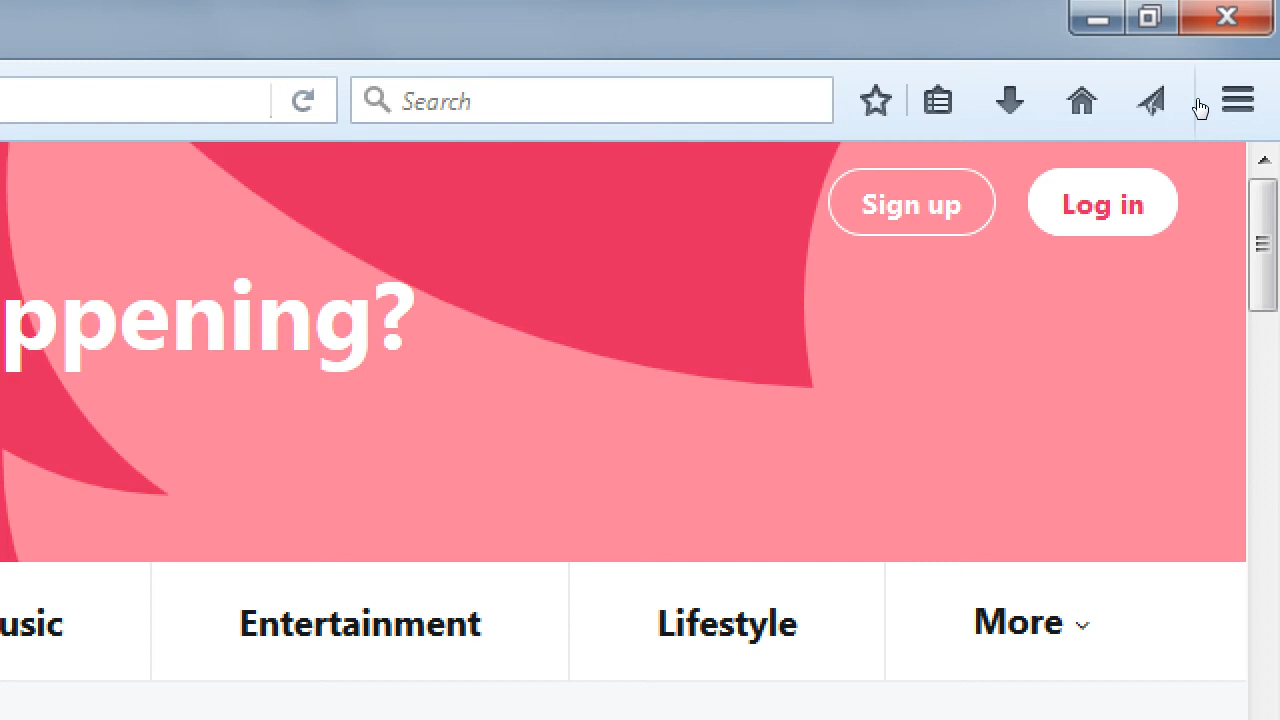 Search
Sign up
Log in
ppening?
usic
Entertainment
Lifestyle
More